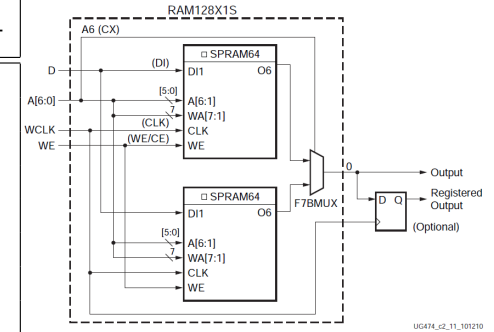 RAM128X1S
A6 (CX)
SPRAM64
D
(DI)
DI1
O6
[5:0]
A[6:0]
A[6:1]
7
WA[7:1]
WCLK
(CLK)
CLK
WE
(WE/CE)
WE
0
Output
F7BMUX
D Q
Registered
Output
(Optional)
SPRAM64
DI1
O6
[5:0]
A[6:1]
7
WA[7:1]
CLK
WE
UG474_c2_11_101210